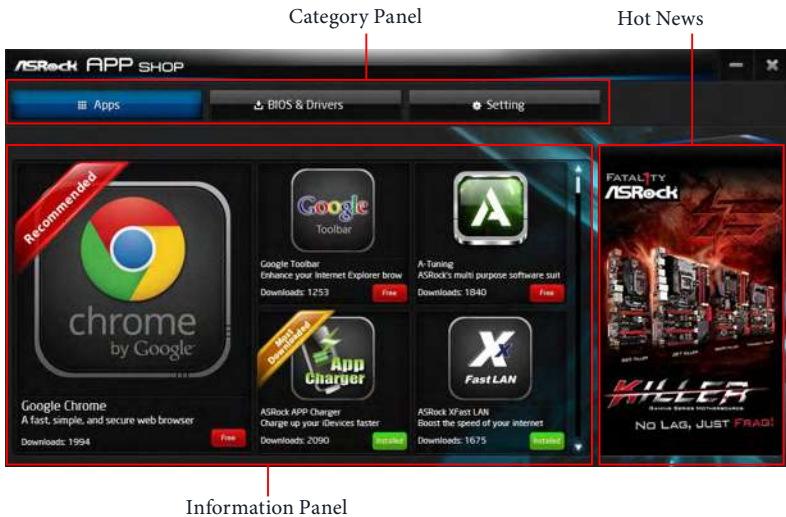 Category Panel
Hot News
ASRock APP SHOP
Apps
BIOS & Drivers
Setting
Recommended
chrome
by Google
Google Chrome
A fast, simple, and secure web browser
Downloads: 1994
Free
Google
Toolbar
Google Toolbar
Enhance your Internet Explorer brow
Downloads: 1253
Free
A-Tuning
ASRock's multi purpose software suit
Downloads: 1840
Free
Most
Downloaded
App
Charger
ASRock APP Charger
Charge up your iDevices faster
Downloads: 2090
Installed
X
Fast LAN
ASRock XFast LAN
Boost the speed of your internet
Downloads: 1675
Installed
FATAL1TY
ASRock
KILLER
GAMING SERIES MOTHERBOARDS
NO LAG, JUST FRAG!
Information Panel